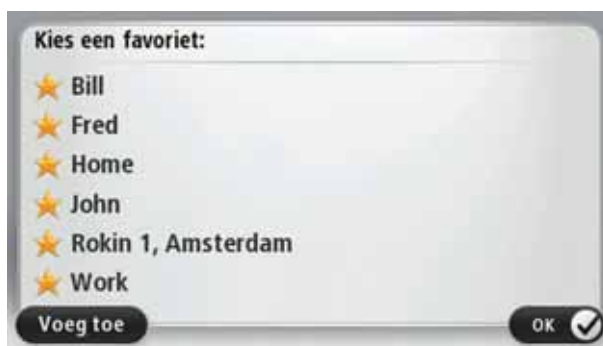 Kies een favoriet:
Bill
Fred
Home
John
Rokin 1, Amsterdam
Work
Voeg toe
OK